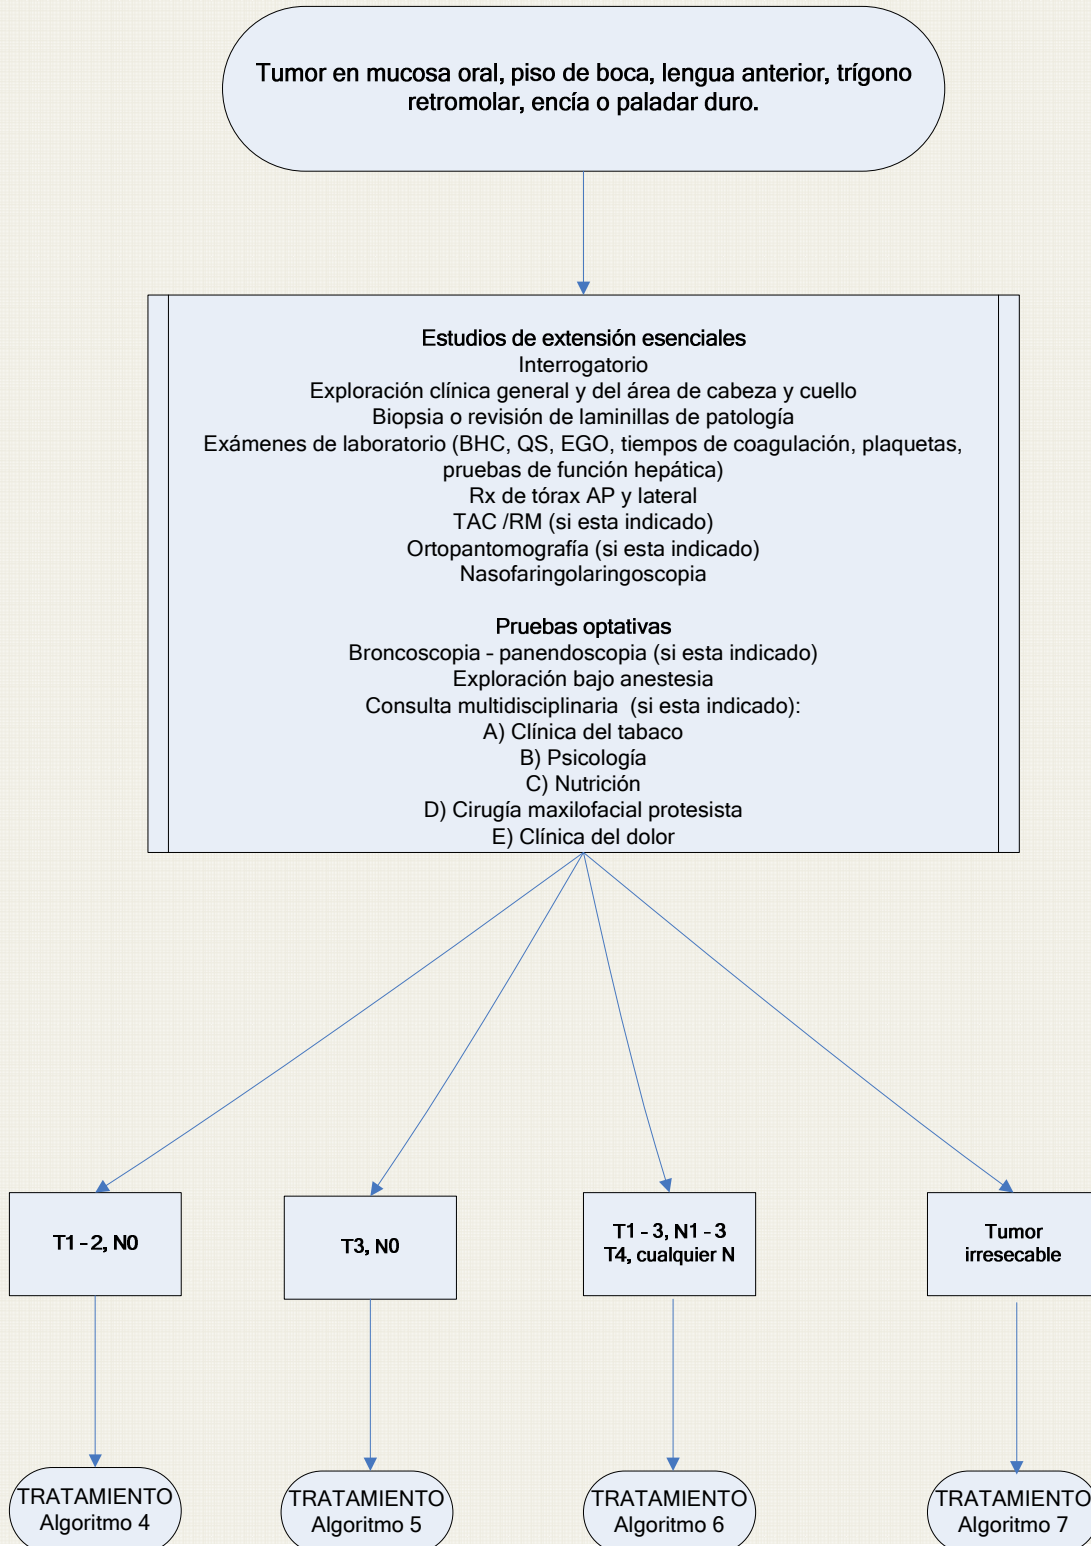 Tumor en mucosa oral, piso de boca, lengua anterior, trígono
retromolar, encía o paladar duro.
Estudios de extensión esenciales
Interrogatorio
Exploración clínica general y del área de cabeza y cuello
Biopsia o revisión de laminillas de patología
Exámenes de laboratorio (BHC, QS, EGO, tiempos de coagulación, plaquetas,
pruebas de función hepática)
Rx de tórax AP y lateral
TAC /RM (si esta indicado)
Ortopantomografía (si esta indicado)
Nasofaringolaringoscopia
Pruebas optativas
Broncoscopia - panendoscopia (si esta indicado)
Exploración bajo anestesia
Consulta multidisciplinaria (si esta indicado):
A) Clínica del tabaco
B) Psicología
C) Nutrición
D) Cirugía maxilofacial protesista
E) Clínica del dolor
T1 - 2, N0
T3, N0
T1 - 3, N1 - 3
T4, cualquier N
Tumor
irresecable
TRATAMIENTO
Algoritmo 4
TRATAMIENTO
Algoritmo 5
TRATAMIENTO
Algoritmo 6
TRATAMIENTO
Algoritmo 7